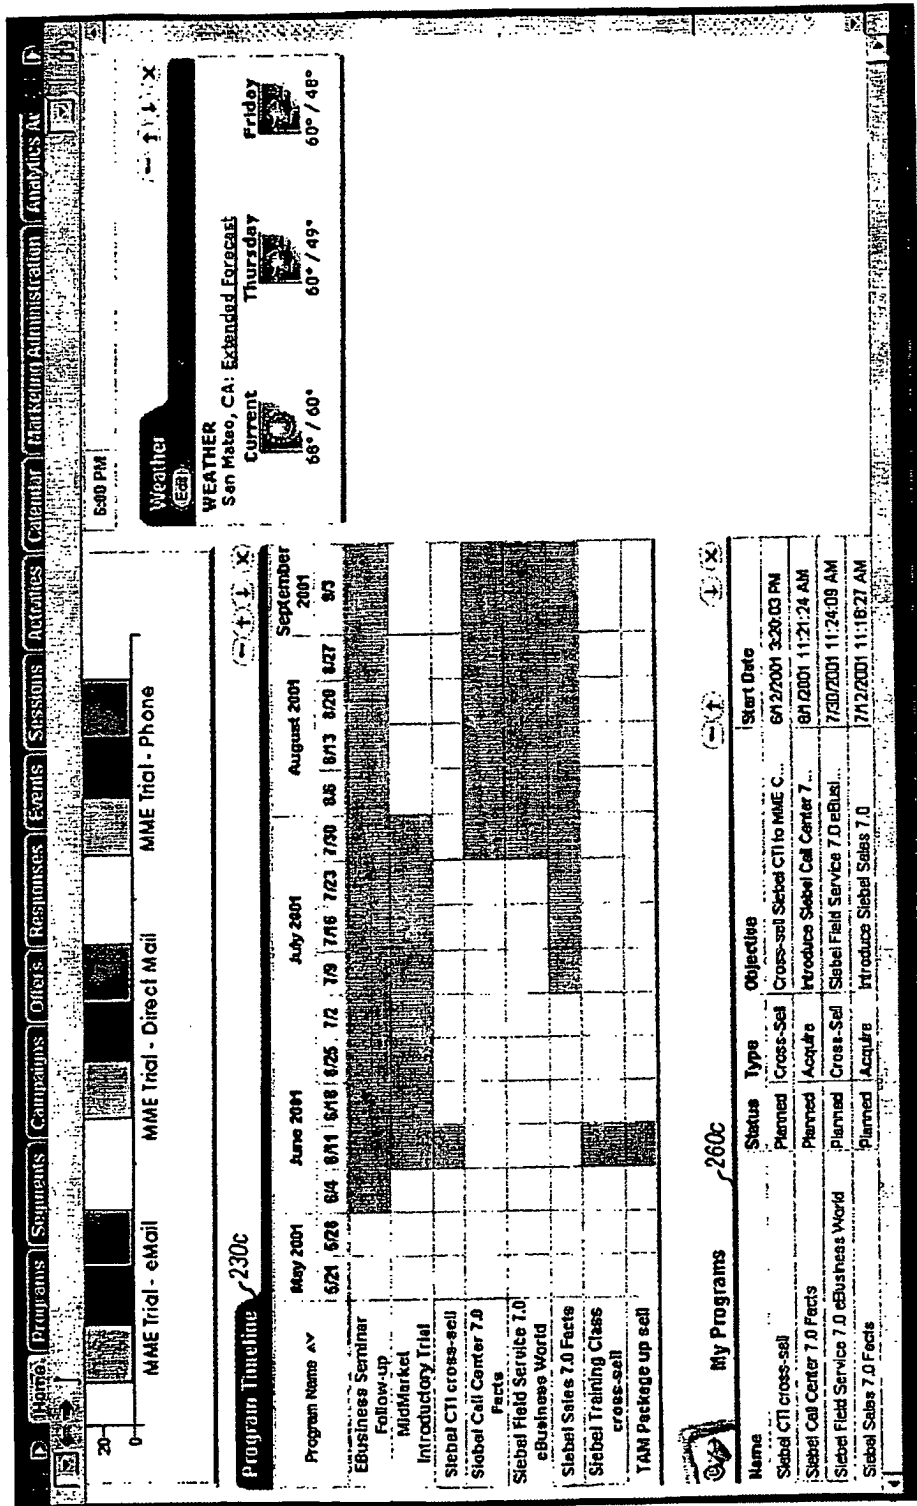 Home Programs Segments Campaigns Offers Responses Events Sessions Activities Calendar Marketing Administration Analytics Ad
20
0
MME Trial - eMail
MME Trial - Direct Mail
MME Trial - Phone
6:00 PM
Weather
Edit
WEATHER
San Mateo, CA: Extended Forecast
Current Thursday Friday
68° / 60° 60° / 49° 60° / 48°
Program Timeline 230c
Program Name May 2001 June 2001 July 2001 August 2001 September 2001
5/21 5/28 6/4 6/11 6/18 6/25 7/2 7/9 7/16 7/23 7/30 8/6 8/13 8/20 8/27 9/3
EBusiness Seminar
Follow-up
MidMarket
Introductory Trial
Siebel CTI cross-sell
Siebel Call Center 7.0
Facts
Siebel Field Service 7.0
eBusiness World
Siebel Sales 7.0 Facts
Siebel Training Class
cross-sell
TAM Package up sell
My Programs 260c
Name Status Type Objective Start Date
Siebel CTI cross-sell Planned Cross-Sell Cross-sell Siebel CTI to MME C... 6/12/2001 3:20:03 PM
Siebel Call Center 7.0 Facts Planned Acquire Introduce Siebel Call Center 7... 8/1/2001 11:21:24 AM
Siebel Field Service 7.0 eBusiness World Planned Cross-Sell Siebel Field Service 7.0 eBusi... 7/30/2001 11:24:09 AM
Siebel Sales 7.0 Facts Planned Acquire Introduce Siebel Sales 7.0 7/12/2001 11:18:27 AM